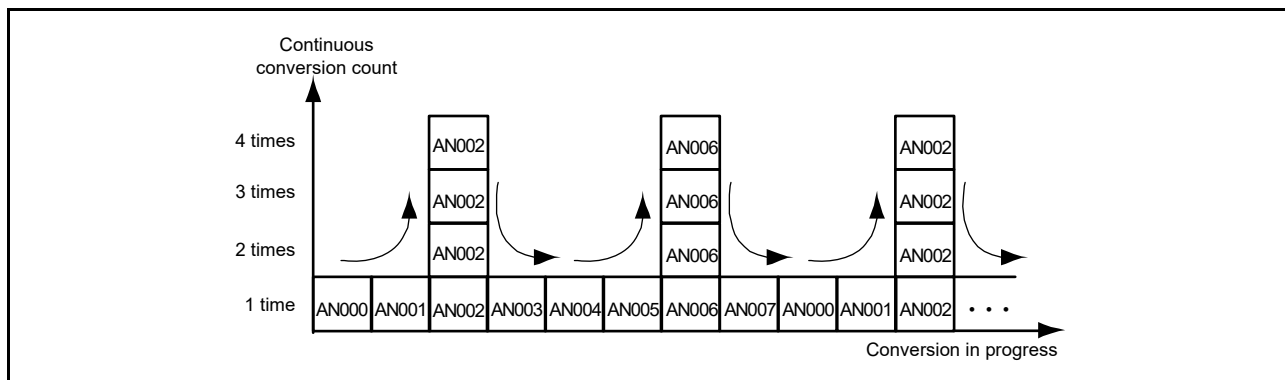 Continuous
conversion count
4 times
AN002
AN006
AN002
3 times
AN002
AN006
AN002
2 times
AN002
AN006
AN002
1 time
AN000
AN001
AN002
AN003
AN004
AN005
AN006
AN007
AN000
AN001
AN002
• • •
Conversion in progress